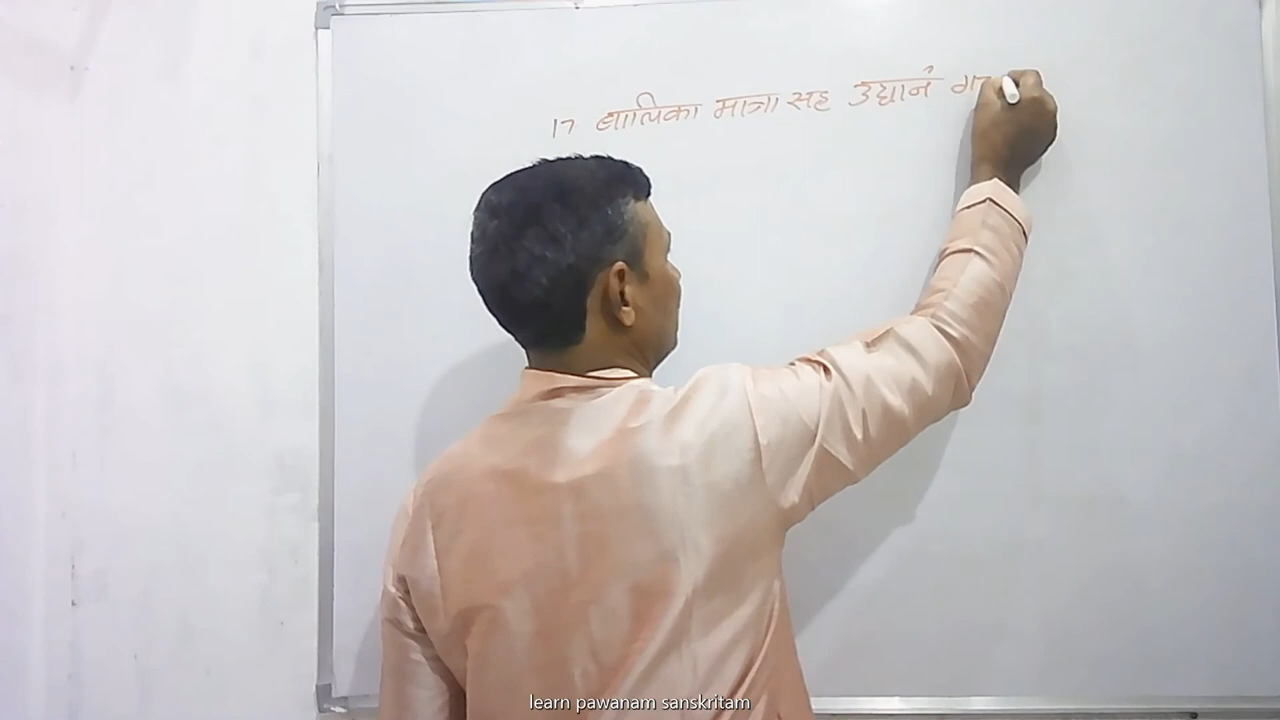 17 बालिका मात्रा सह उद्यानं
learn pawanam sanskritam